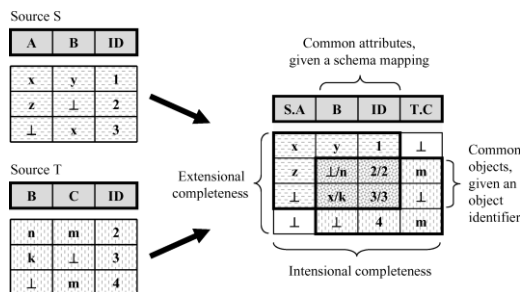 Source S
A B ID
x y 1
z ⊥ 2
⊥ x 3
Source T
B C ID
n m 2
k ⊥ 3
⊥ m 4
Common attributes,
given a schema mapping
S.A B ID T.C
x y 1 ⊥
z ⊥/n 2/2 m
⊥ x/k 3/3 ⊥
⊥ ⊥ 4 m
Extensional
completeness
Common
objects,
given an
object
identifier
Intensional completeness